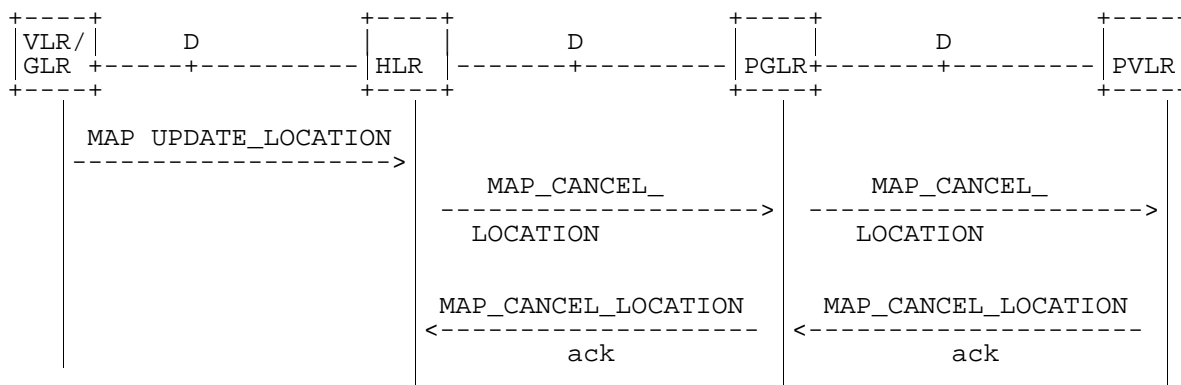 VLR/ D D D
GLR HLR PGLR PVLR
MAP UPDATE_LOCATION
MAP_CANCEL_ MAP_CANCEL_
LOCATION LOCATION
MAP_CANCEL_LOCATION MAP_CANCEL_LOCATION
ack ack